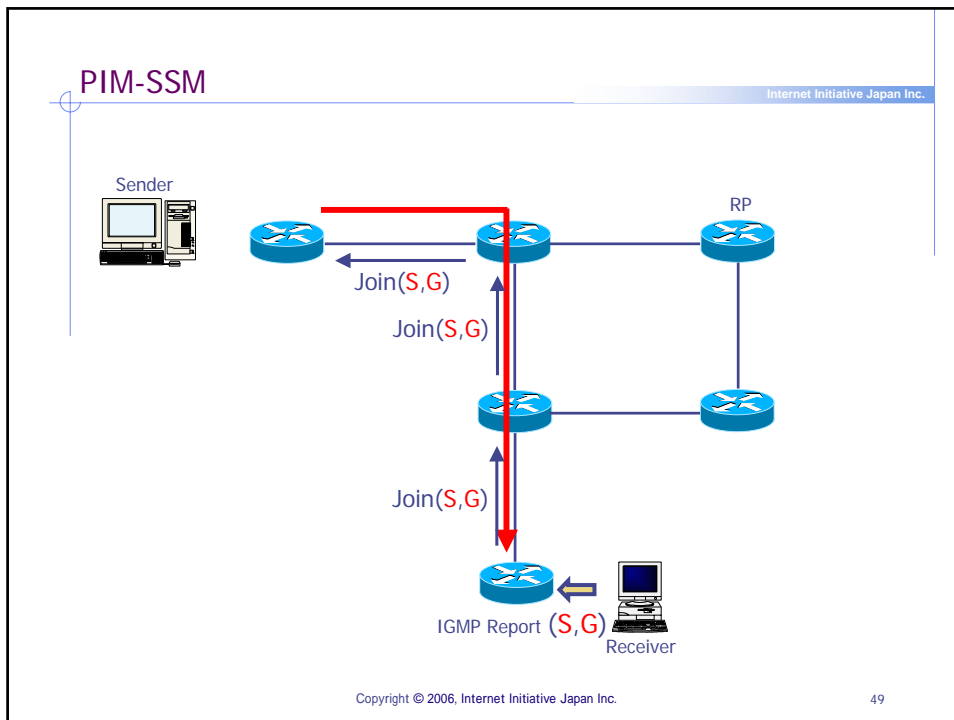 PIM-SSM
Internet Initiative Japan Inc.
Sender
RP
Join(S,G)
Join(S,G)
Join(S,G)
IGMP Report (S,G)
Receiver
Copyright © 2006, Internet Initiative Japan Inc.
49